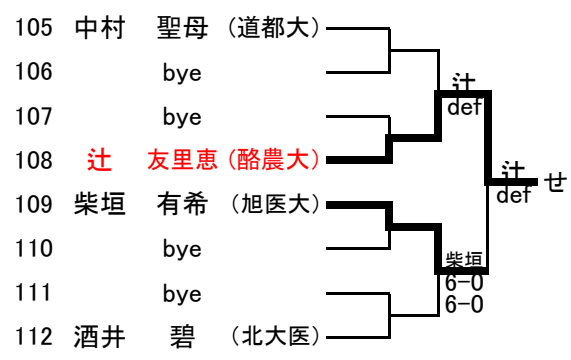 105 中村 聖母 (道都大)
106 bye
107 bye
108 辻 友里恵 (酪農大)
109 柴垣 有希 (旭医大)
110 bye
111 bye
112 酒井 碧 (北大医)
辻
def
柴垣
6-0
6-0
辻
def
せ